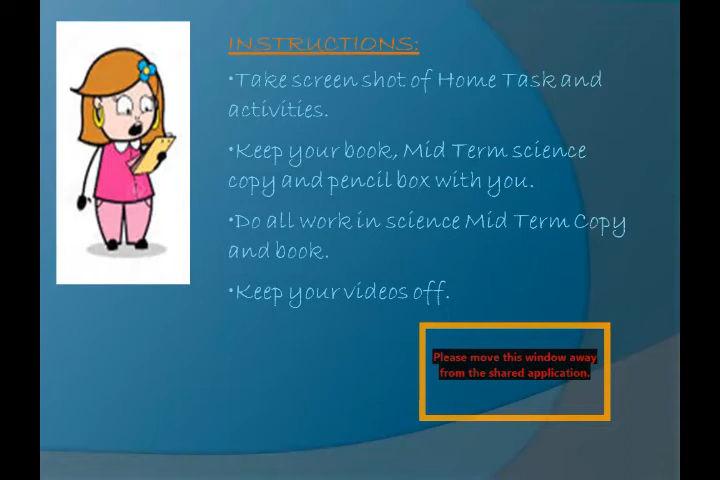 INSTRUCTIONS:
•Take screen shot of Home Task and
activities.
•Keep your book, Mid Term science
copy and pencil box with you.
•Do all work in science Mid Term Copy
and book.
•Keep your videos off.
Please move this window away
from the shared application.